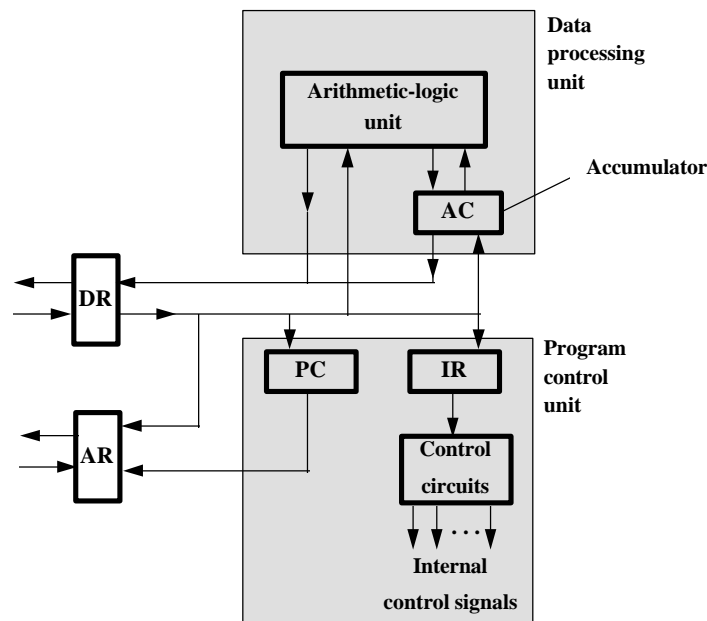 Data
processing
unit
Arithmetic-logic
unit
Accumulator
AC
DR
Program
control
unit
PC
IR
AR
Control
circuits
...
Internal
control signals